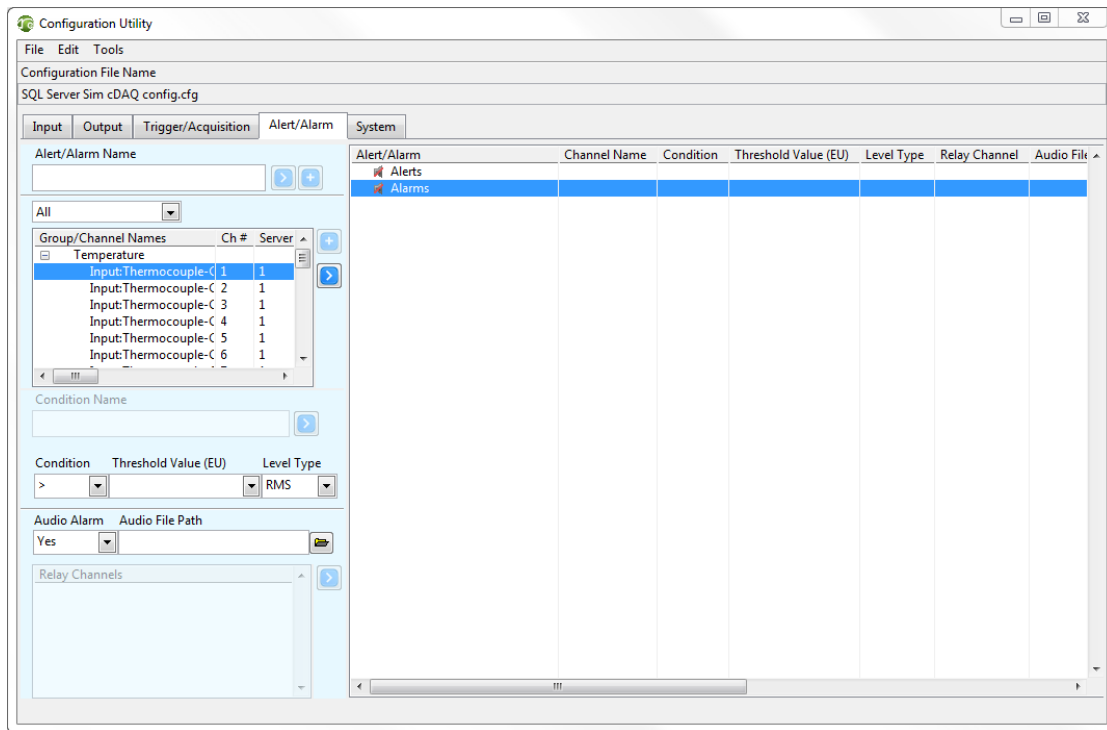 Configuration Utility
File Edit Tools
Configuration File Name
SQL Server Sim cDAQ config.cfg
Input Output Trigger/Acquisition Alert/Alarm System
Alert/Alarm Name
All
Group/Channel Names Ch # Server
Temperature
Input:Thermocouple-C 1 1
Input:Thermocouple-C 2 1
Input:Thermocouple-C 3 1
Input:Thermocouple-C 4 1
Input:Thermocouple-C 5 1
Input:Thermocouple-C 6 1
Condition Name
Condition Threshold Value (EU) Level Type
> RMS
Audio Alarm Audio File Path
Yes
Relay Channels
Alert/Alarm Channel Name Condition Threshold Value (EU) Level Type Relay Channel Audio File
Alerts
Alarms